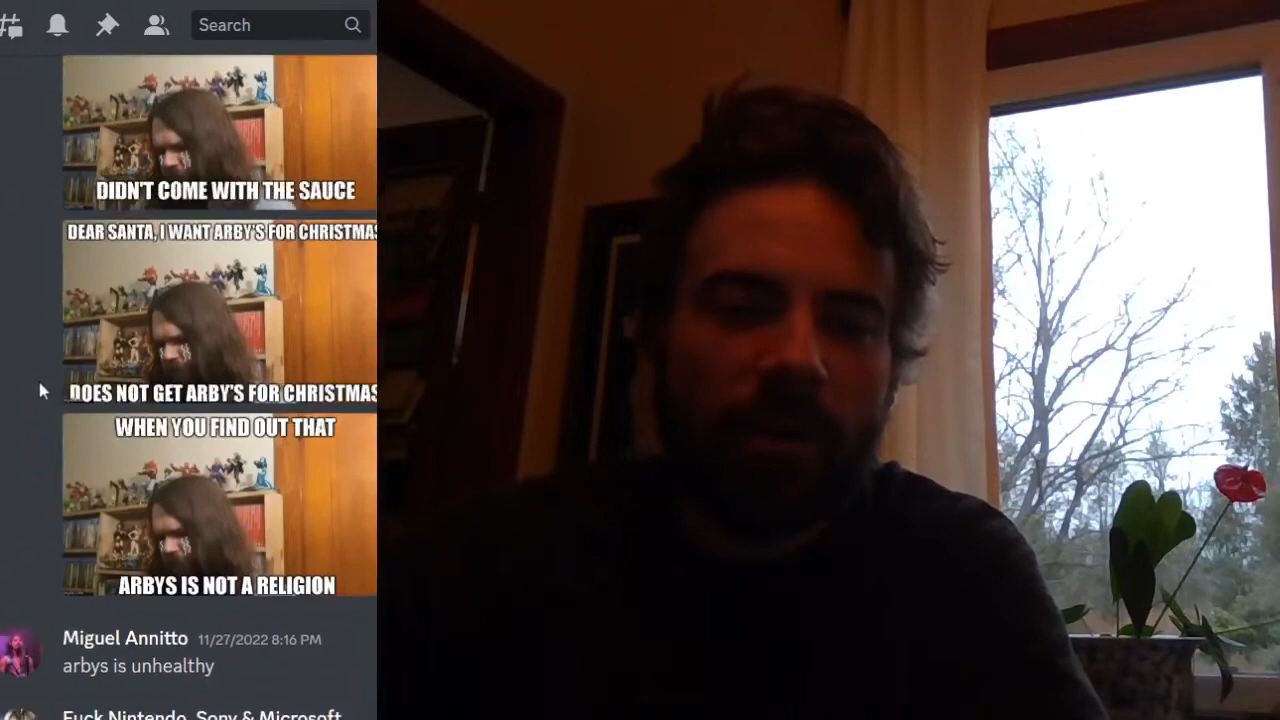 Search
DIDN'T COME WITH THE SAUCE
DEAR SANTA, I WANT ARBY'S FOR CHRISTMAS
DOES NOT GET ARBY'S FOR CHRISTMAS
WHEN YOU FIND OUT THAT
ARBYS IS NOT A RELIGION
Miguel Annitto 11/27/2022 8:16 PM
arbys is unhealthy
Fuck Nintendo, Sony & Microsoft